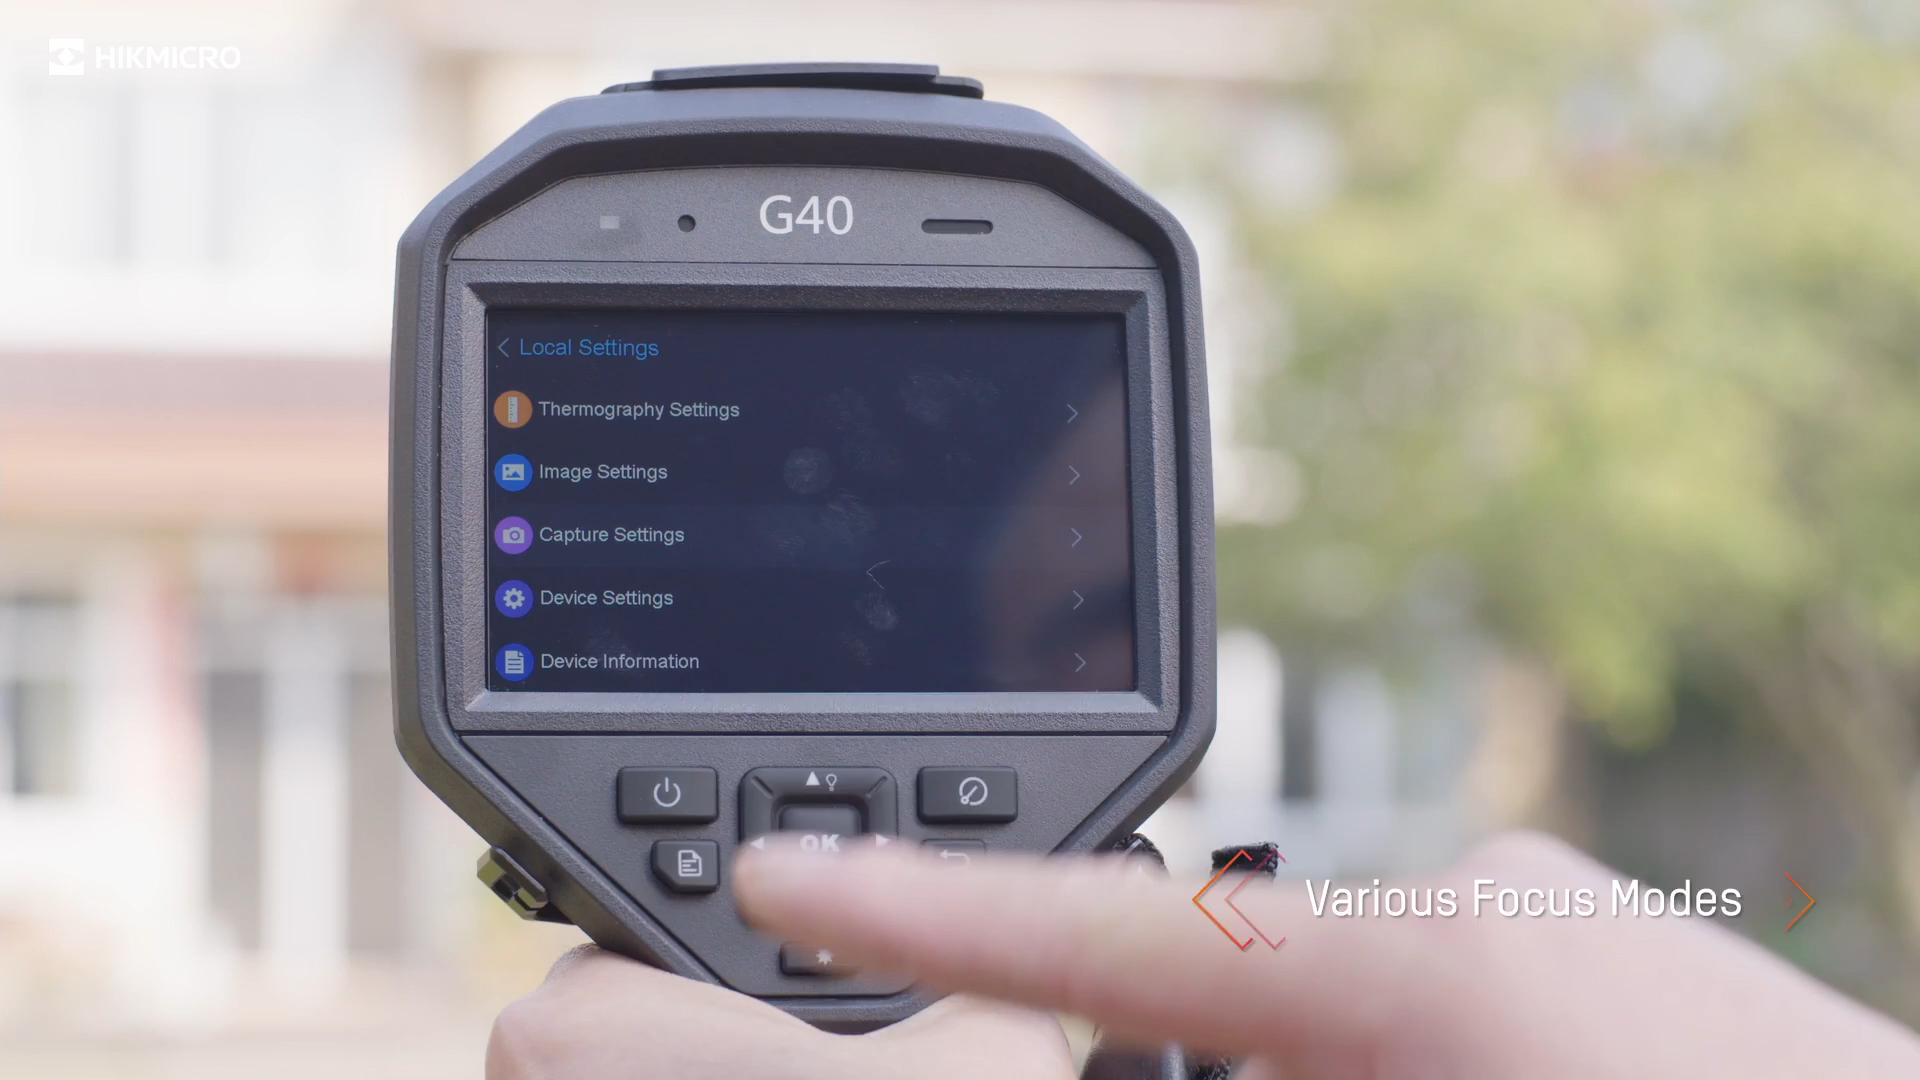 HIKMICRO
G40
Local Settings
Thermography Settings
Image Settings
Capture Settings
Device Settings
Device Information
OK
Various Focus Modes